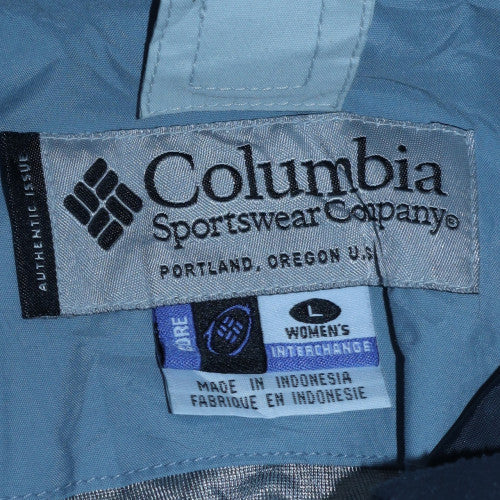 AUTHENTIC ISSUE
Columbia
Sportswear Company®
PORTLAND, OREGON U.S
L
WOMEN'S
INTERCHANGE
MADE IN INDONESIA
FABRIQUE EN INDONESIE